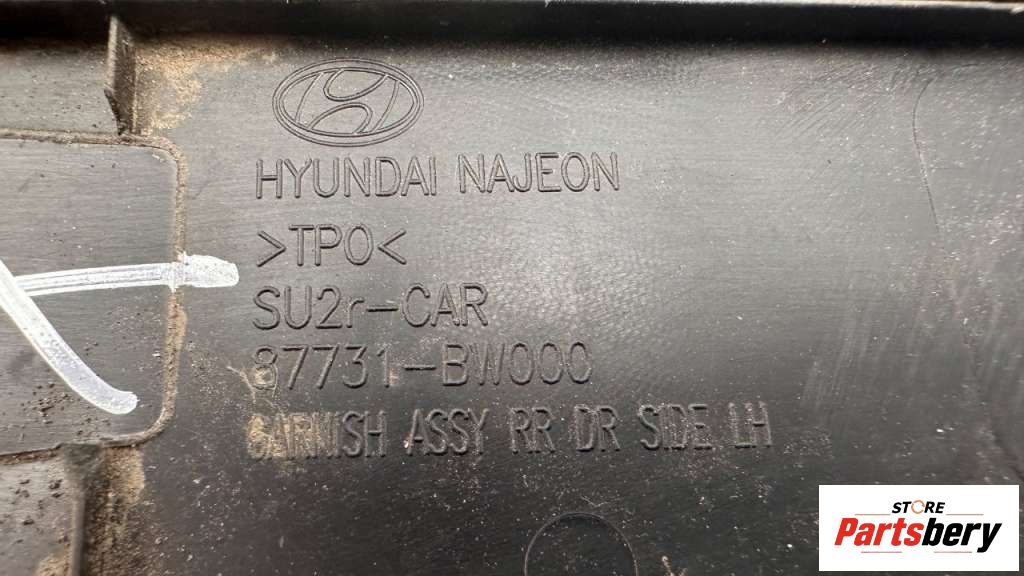 HYUNDAI NAJEON
>TPO<
SU2r-CAR
87731-BW000
GARNISH ASSY RR DR SIDE LH
STORE
Partsbery